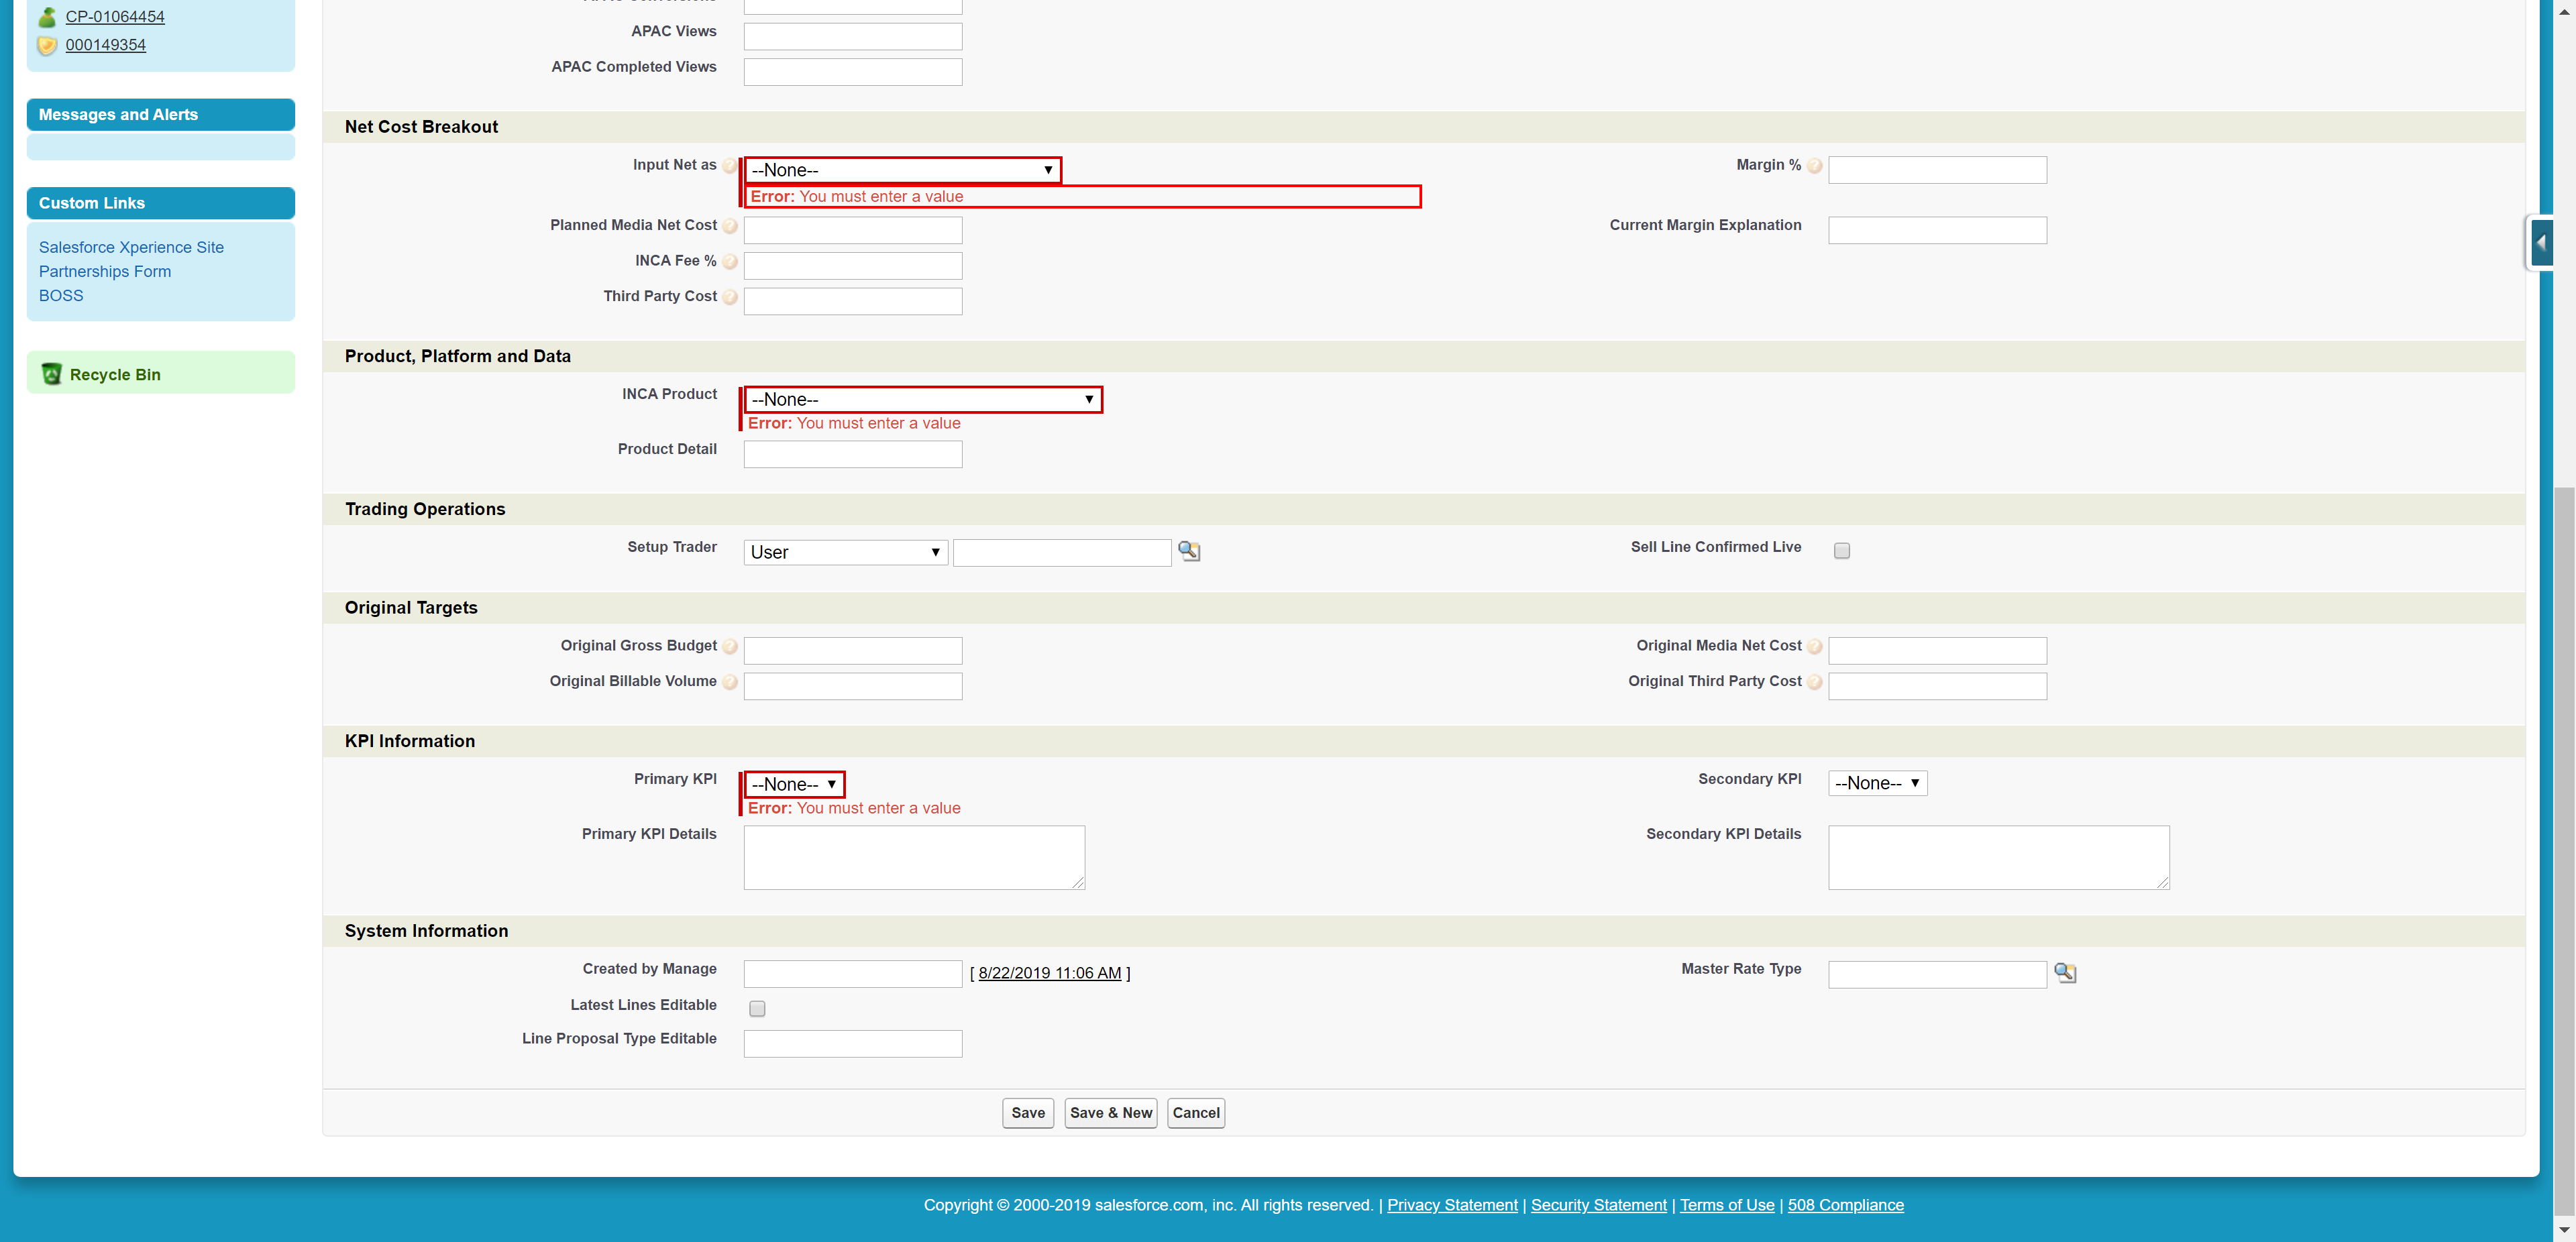 CP-01064454
000149354
Messages and Alerts
Custom Links
Salesforce Xperience Site
Partnerships Form
BOSS
Recycle Bin
APAC Views
APAC Completed Views
Net Cost Breakout
Input Net as --None-- Margin %
Error: You must enter a value
Planned Media Net Cost Current Margin Explanation
INCA Fee %
Third Party Cost
Product, Platform and Data
INCA Product --None--
Error: You must enter a value
Product Detail
Trading Operations
Setup Trader User Sell Line Confirmed Live
Original Targets
Original Gross Budget Original Media Net Cost
Original Billable Volume Original Third Party Cost
KPI Information
Primary KPI --None-- Secondary KPI --None--
Error: You must enter a value
Primary KPI Details Secondary KPI Details
System Information
Created by Manage [ 8/22/2019 11:06 AM ] Master Rate Type
Latest Lines Editable
Line Proposal Type Editable
Save Save & New Cancel
Copyright © 2000-2019 salesforce.com, inc. All rights reserved. | Privacy Statement | Security Statement | Terms of Use | 508 Compliance